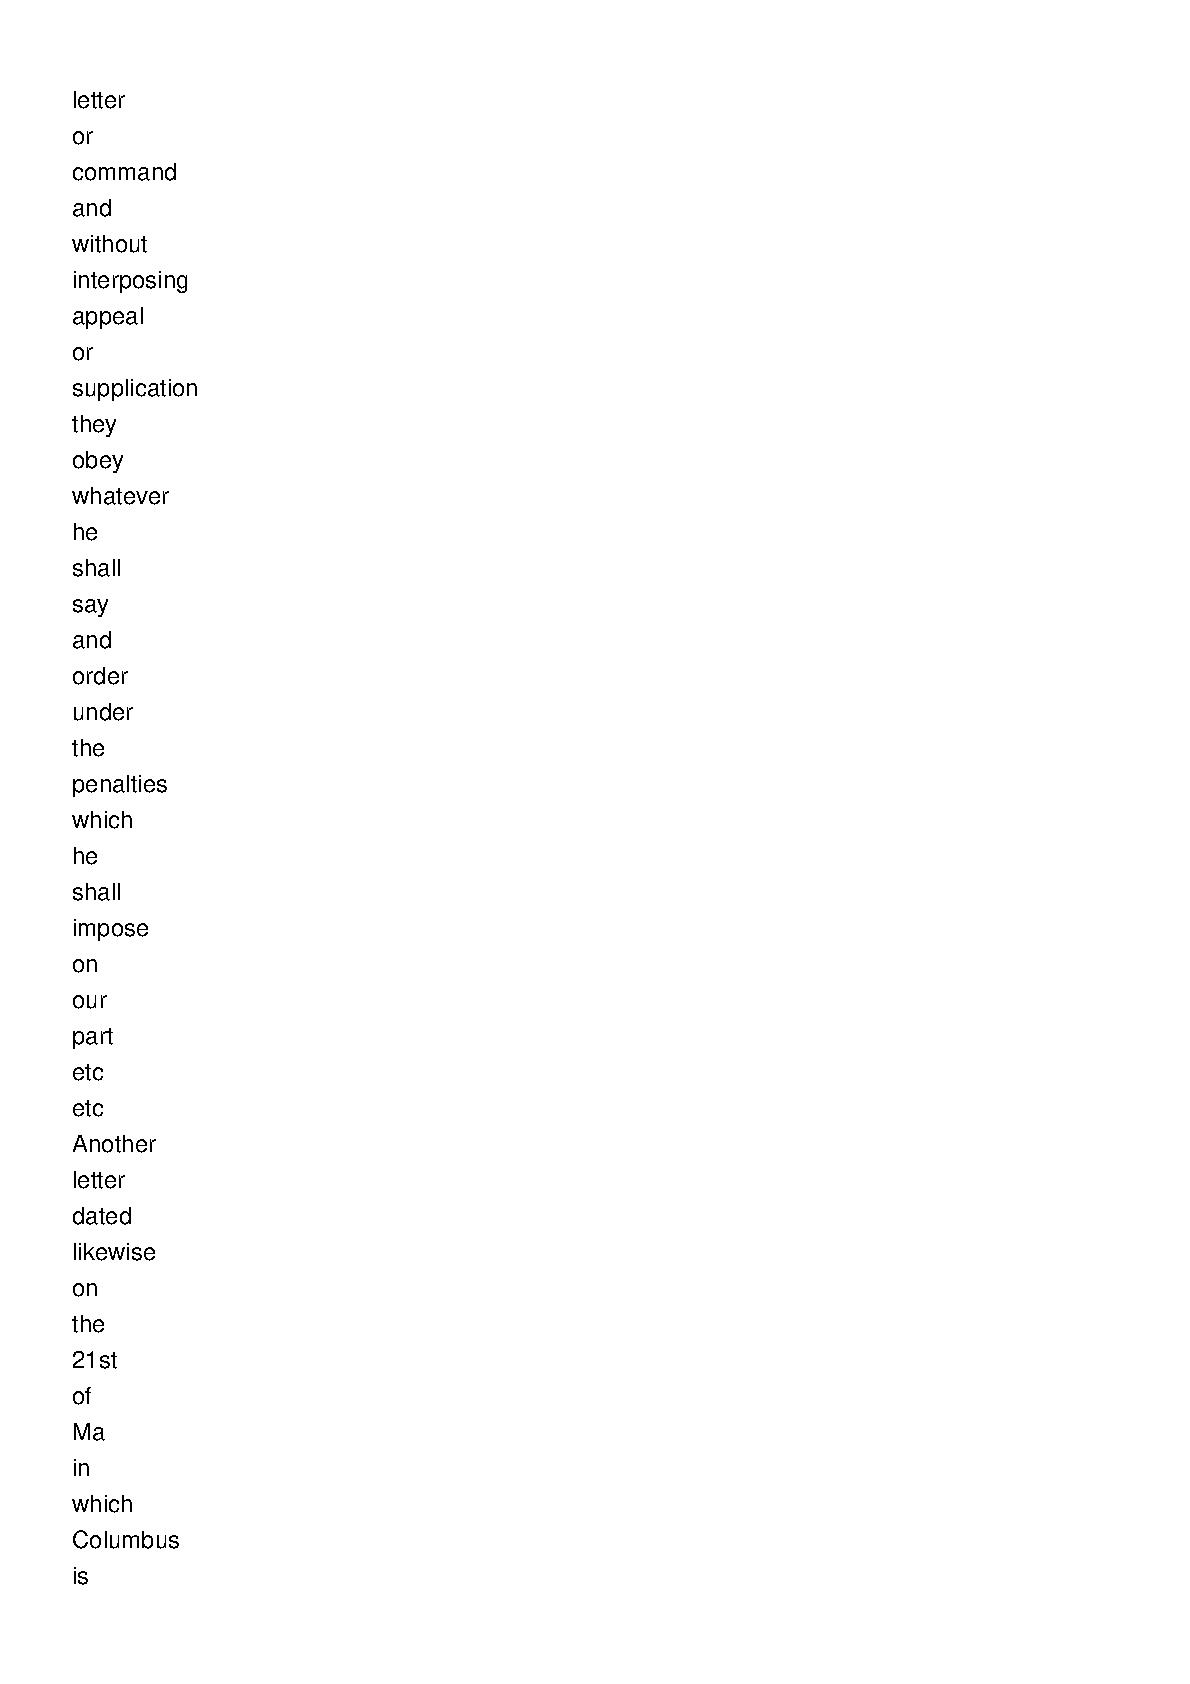 letter
or
command
and
without
interposing
appeal
or
supplication
they
obey
whatever
he
shall
say
and
order
under
the
penalties
which
he
shall
impose
on
our
part
etc
etc
Another
letter
dated
likewise
on
the
21st
of
Ma
in
which
Columbus
is